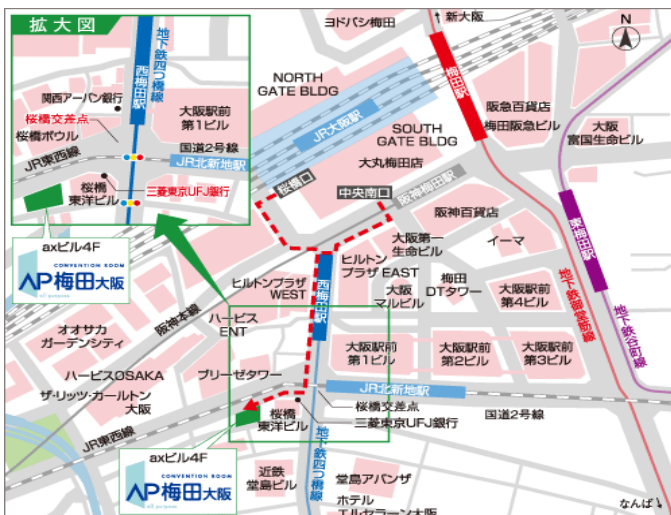 拡大図
地下鉄四つ橋線
西梅田駅
関西アーバン銀行
桜橋交差点
桜橋ボウル
大阪駅前
第1ビル
国道2号線
JR東西線
JR北新地駅
桜橋
東洋ビル
三菱東京UFJ銀行
axビル4F
CONVENTION ROOM
AP梅田大阪
all purpose
ヨドバシ梅田
新大阪
N
NORTH
GATE BLDG
JR大阪駅
梅田駅
阪急百貨店
梅田阪急ビル
大阪
富国生命ビル
SOUTH
GATE BLDG
大丸梅田店
桜橋口
中央南口
阪神梅田駅
阪神百貨店
東梅田駅
大阪第一
生命ビル
イーマ
ヒルトン
プラザ EAST
ヒルトンプラザ
WEST
西梅田駅
大阪
マルビル
梅田
DTタワー
大阪駅前
第4ビル
地下鉄御堂筋線
地下鉄谷町線
阪神本線
ハービス
ENT
オオサカ
ガーデンシティ
ブリーゼタワー
大阪駅前
第1ビル
大阪駅前
第2ビル
大阪駅前
第3ビル
ハービスOSAKA
ザ・リッツ・カールトン
大阪
JR北新地駅
桜橋交差点
国道2号線
桜橋
東洋ビル
三菱東京UFJ銀行
JR東西線
axビル4F
CONVENTION ROOM
AP梅田大阪
all purpose
地下鉄四つ橋線
近鉄
堂島ビル
堂島アバンザ
ホテル
エルセラーン大阪
なんば